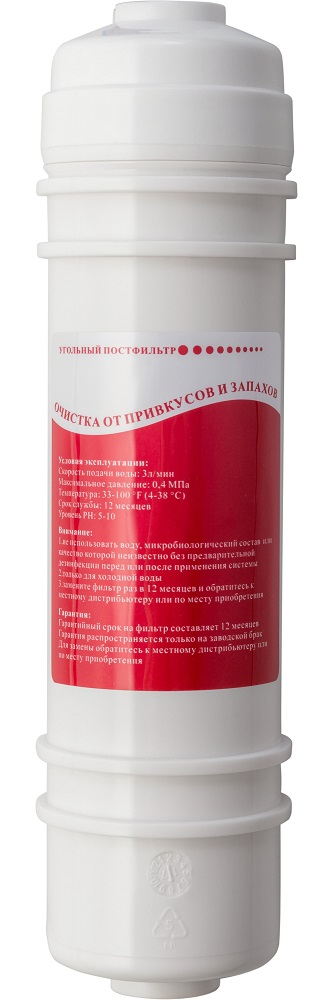 УГОЛЬНЫЙ ПОСТФИЛЬТР
ОЧИСТКА ОТ ПРИВКУСОВ И ЗАПАХОВ
Условия эксплуатации:
Скорость подачи воды: 3л/мин
Максимальное давление: 0,4 МПа
Температура: 33-100 °F (4-38 °C)
Срок службы: 12 месяцев
Уровень PH: 5-10
Внимание:
1.не использовать воду, микробиологический состав или
качество которой неизвестно без предварительной
дезинфекции перед или после применения системы
2.только для холодной воды
3.замените фильтр раз в 12 месяцев и обратитесь к
местному дистрибьютеру или по месту приобретения
Гарантия:
Гарантийный срок на фильтр составляет 12 месяцев
Гарантия распространяется только на заводской брак
Для замены обратитесь к местному дистрибьютеру или
по месту приобретения